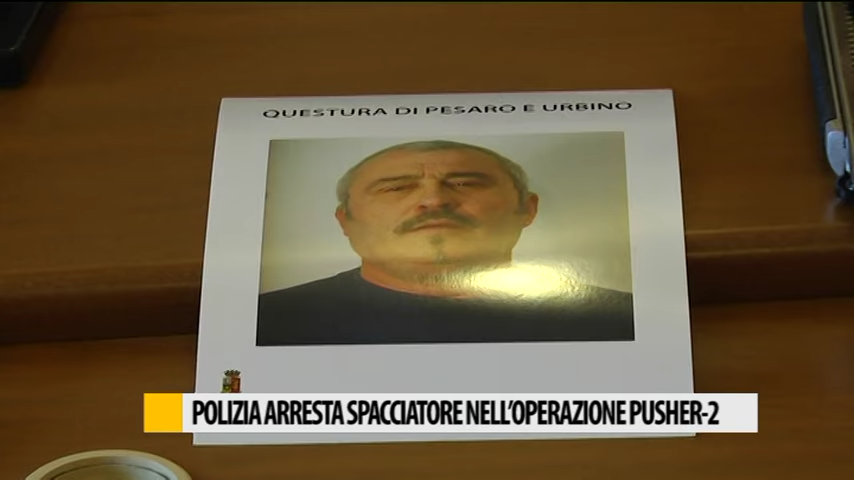 QUESTURA DI PESARO E URBINO
POLIZIA ARRESTA SPACCIATORE NELL'OPERAZIONE PUSHER-2